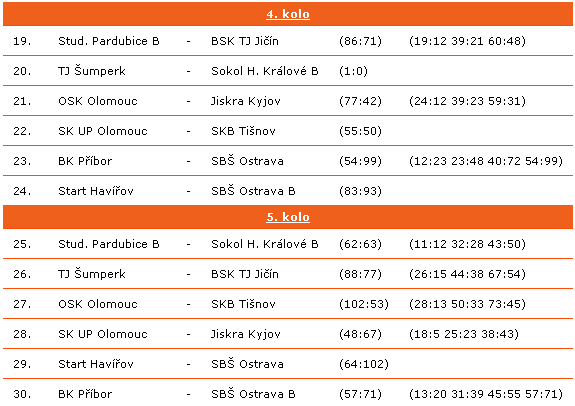 4. kolo
19. Stud. Pardubice B - BSK TJ Jičín (86:71) (19:12 39:21 60:48)
20. TJ Šumperk - Sokol H. Králové B (1:0)
21. OSK Olomouc - Jiskra Kyjov (77:42) (24:12 39:23 59:31)
22. SK UP Olomouc - SKB Tišnov (55:50)
23. BK Příbor - SBŠ Ostrava (54:99) (12:23 23:48 40:72 54:99)
24. Start Havířov - SBŠ Ostrava B (83:93)
5. kolo
25. Stud. Pardubice B - Sokol H. Králové B (62:63) (11:12 32:28 43:50)
26. TJ Šumperk - BSK TJ Jičín (88:77) (26:15 44:38 67:54)
27. OSK Olomouc - SKB Tišnov (102:53) (28:13 50:33 73:45)
28. SK UP Olomouc - Jiskra Kyjov (48:67) (18:5 25:23 38:43)
29. Start Havířov - SBŠ Ostrava (64:102)
30. BK Příbor - SBŠ Ostrava B (57:71) (13:20 31:39 45:55 57:71)